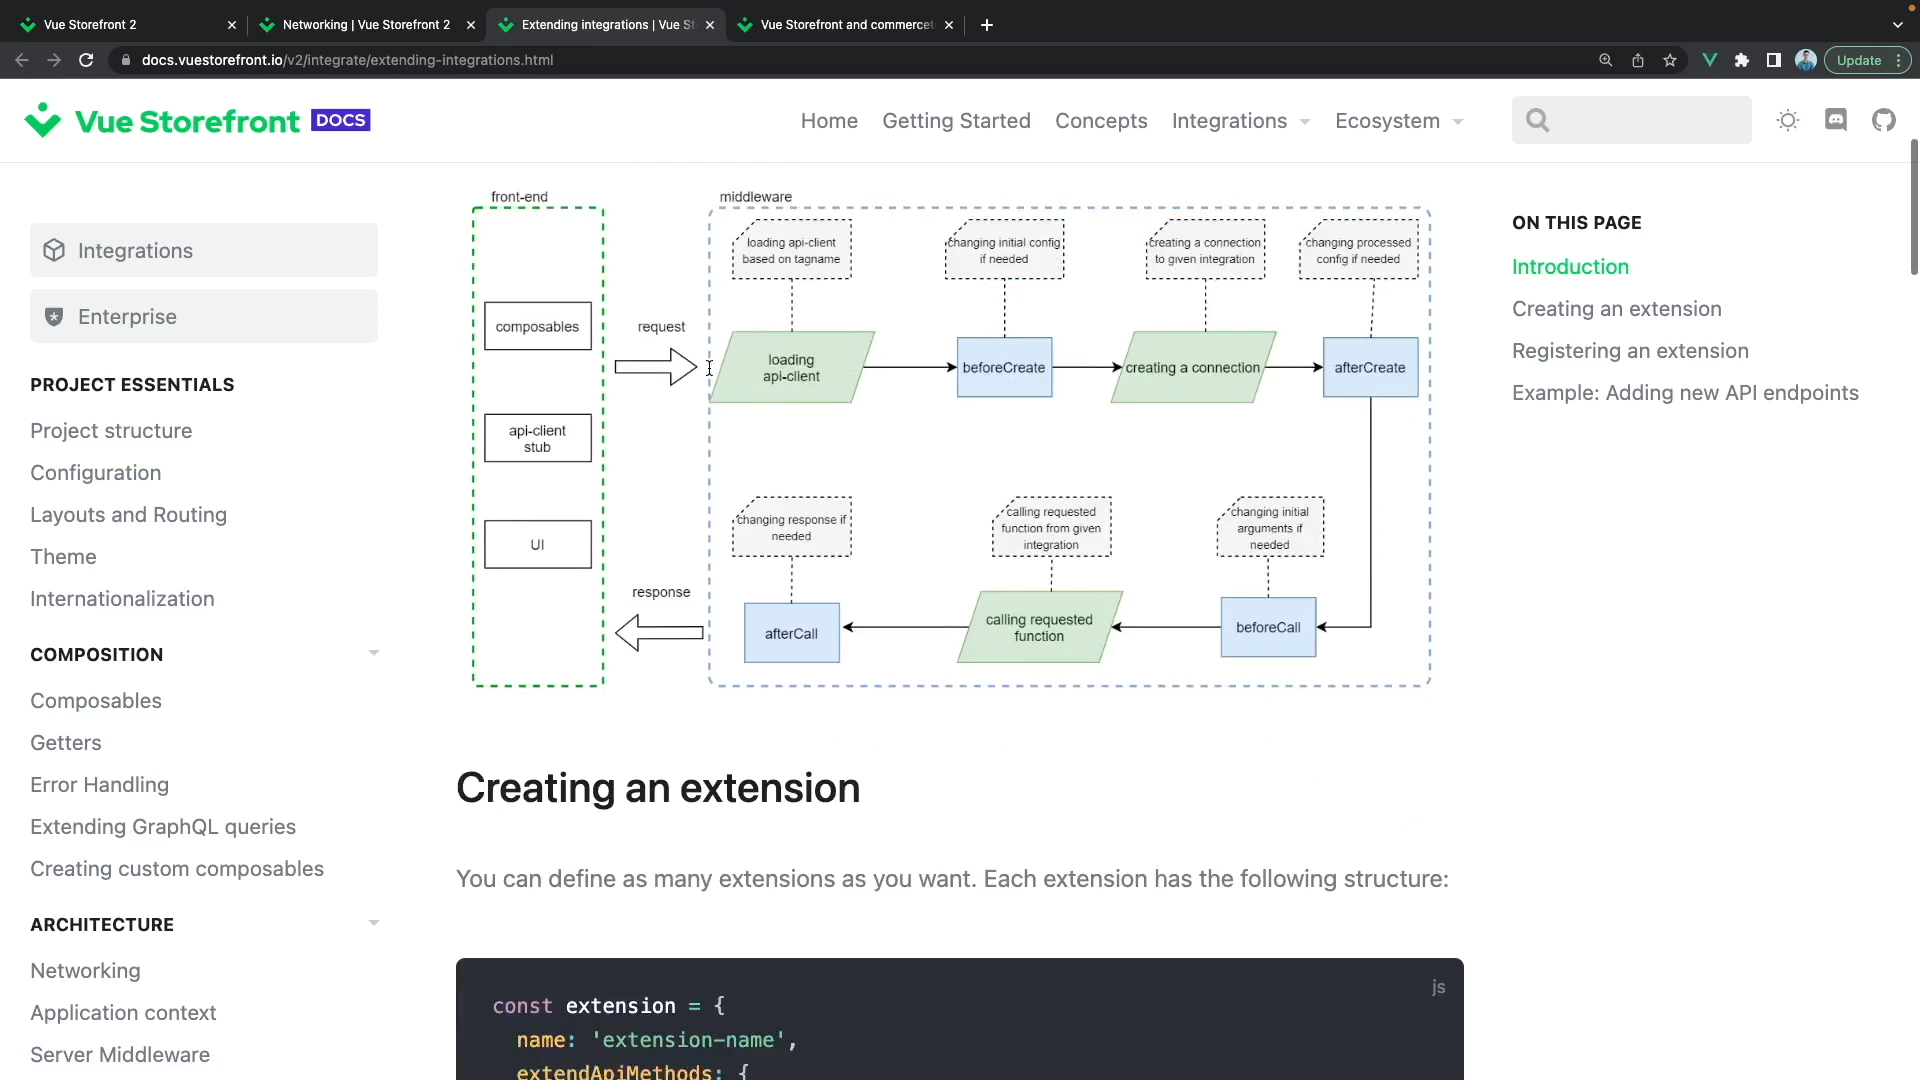 Vue Storefront 2
Networking | Vue Storefront 2
Extending integrations | Vue St
Vue Storefront and commercet
docs.vuestorefront.io/v2/integrate/extending-integrations.html
Update
Vue Storefront DOCS
Home
Getting Started
Concepts
Integrations
Ecosystem
Integrations
Enterprise
PROJECT ESSENTIALS
Project structure
Configuration
Layouts and Routing
Theme
Internationalization
COMPOSITION
Composables
Getters
Error Handling
Extending GraphQL queries
Creating custom composables
ARCHITECTURE
Networking
Application context
Server Middleware
front-end
composables
api-client
stub
UI
request
response
middleware
loading api-client
based on tagname
changing initial config
if needed
creating a connection
to given integration
changing processed
config if needed
loading
api-client
beforeCreate
creating a connection
afterCreate
changing response if
needed
calling requested
function from given
integration
changing initial
arguments if
needed
afterCall
calling requested
function
beforeCall
Creating an extension
You can define as many extensions as you want. Each extension has the following structure:
js
const extension = {
name: 'extension-name',
extendApiMethods: {
ON THIS PAGE
Introduction
Creating an extension
Registering an extension
Example: Adding new API endpoints